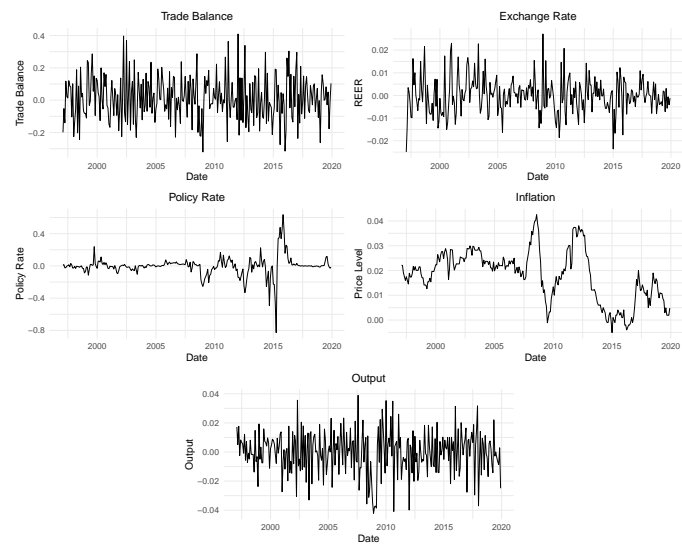 Trade Balance
Trade Balance
0.4
0.2
0.0
−0.2
2000 2005 2010 2015 2020
Date
Exchange Rate
REER
0.02
0.01
0.00
−0.01
−0.02
2000 2005 2010 2015 2020
Date
Policy Rate
Policy Rate
0.4
0.0
−0.4
−0.8
2000 2005 2010 2015 2020
Date
Inflation
Price Level
0.04
0.03
0.02
0.01
0.00
2000 2005 2010 2015 2020
Date
Output
Output
0.04
0.02
0.00
−0.02
−0.04
2000 2005 2010 2015 2020
Date